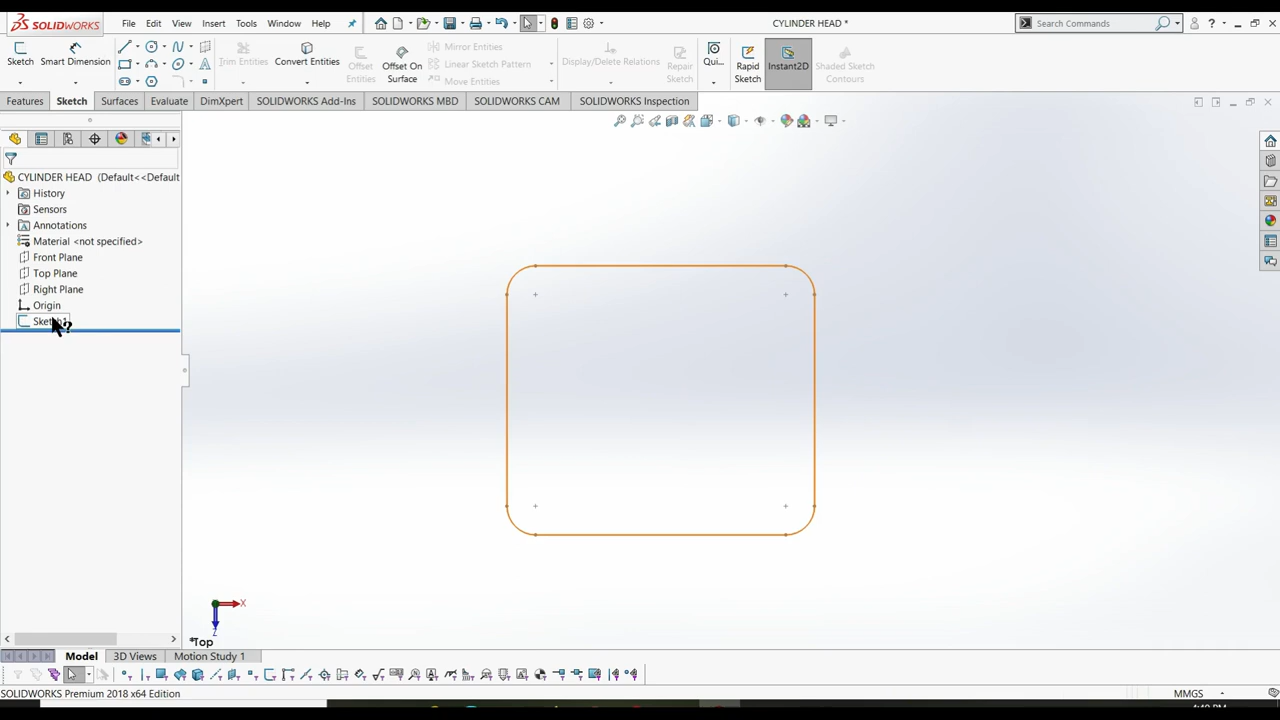 SOLIDWORKS File Edit View Insert Tools Window Help CYLINDER HEAD * Search Commands
Sketch Smart Dimension Trim Entities Convert Entities Offset Entities Offset On Surface Mirror Entities Linear Sketch Pattern Move Entities Display/Delete Relations Repair Sketch Qui... Rapid Sketch Instant2D Shaded Sketch Contours
Features Sketch Surfaces Evaluate DimXpert SOLIDWORKS Add-Ins SOLIDWORKS MBD SOLIDWORKS CAM SOLIDWORKS Inspection
CYLINDER HEAD (Default<<Default
History
Sensors
Annotations
Material <not specified>
Front Plane
Top Plane
Right Plane
Origin
Sketch1
X
Z
*Top
Model 3D Views Motion Study 1
SOLIDWORKS Premium 2018 x64 Edition MMGS